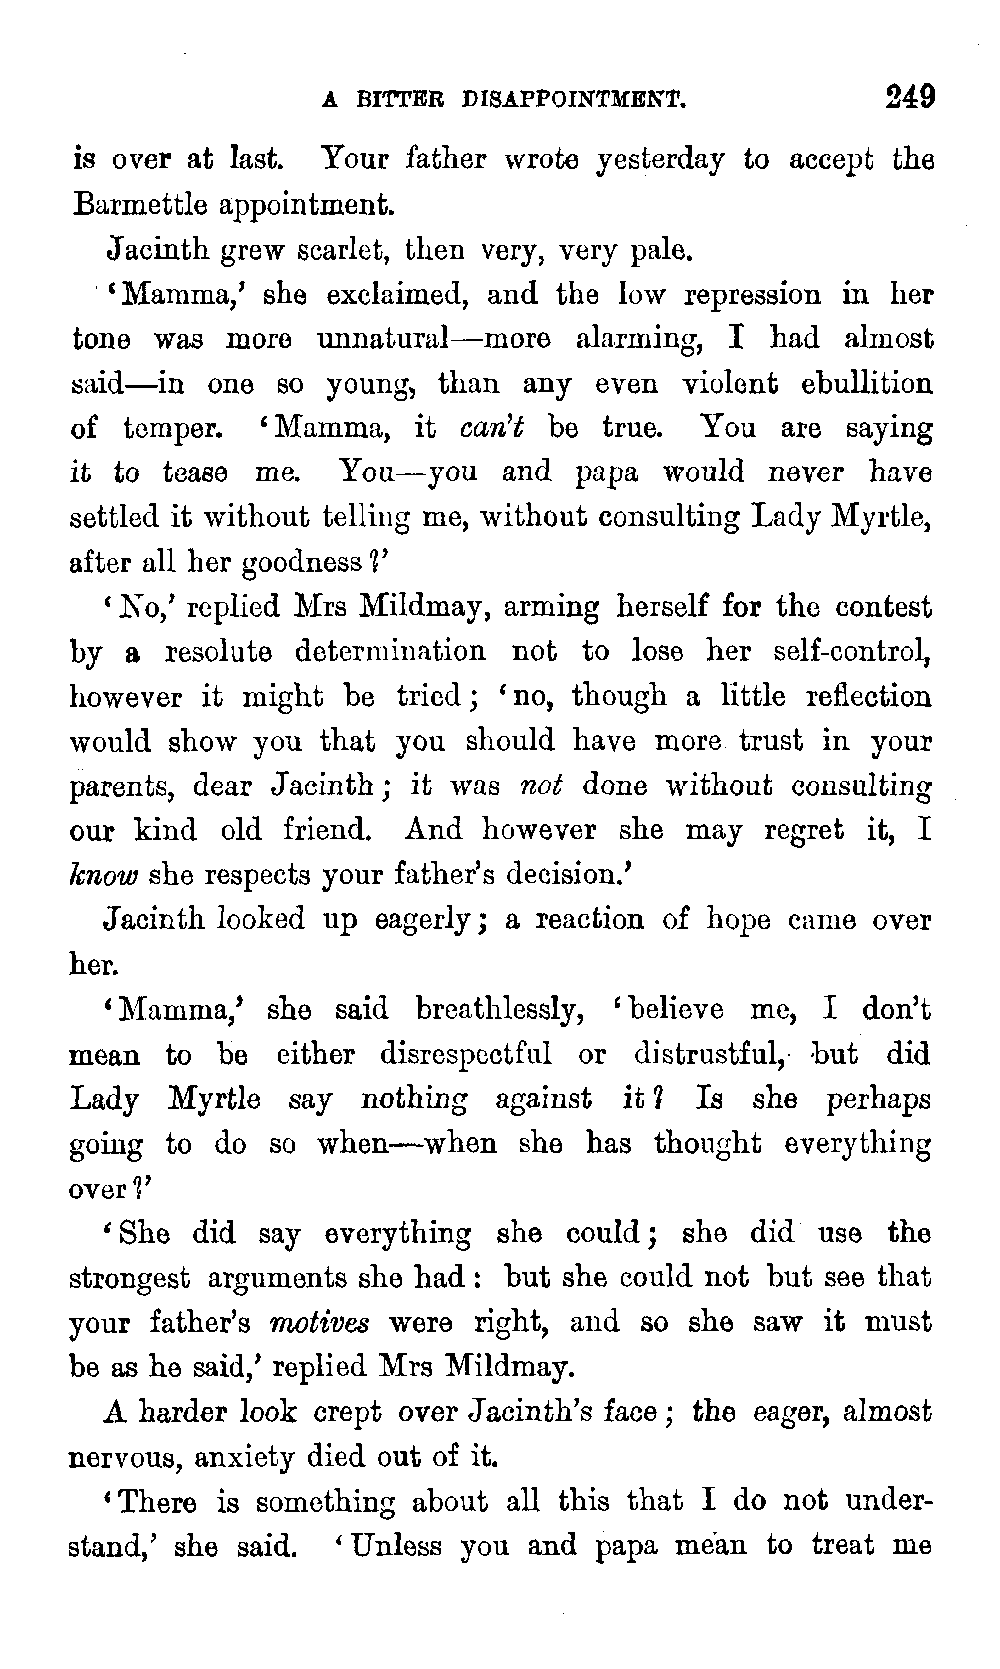 A BITTER DISAPPOINTMENT. 249
is over at last. Your father wrote yesterday to accept the
Barmettle appointment.
Jacinth grew scarlet, then very, very pale.
‘Mamma,’ she exclaimed, and the low repression in her
tone was more unnatural—more alarming, I had almost
said—in one so young, than any even violent ebullition
of temper. ‘Mamma, it can’t be true. You are saying
it to tease me. You—you and papa would never have
settled it without telling me, without consulting Lady Myrtle,
after all her goodness?’
‘No,’ replied Mrs Mildmay, arming herself for the contest
by a resolute determination not to lose her self-control,
however it might be tried; ‘no, though a little reflection
would show you that you should have more trust in your
parents, dear Jacinth; it was not done without consulting
our kind old friend. And however she may regret it, I
know she respects your father’s decision.’
Jacinth looked up eagerly; a reaction of hope came over
her.
‘Mamma,’ she said breathlessly, ‘believe me, I don’t
mean to be either disrespectful or distrustful, but did
Lady Myrtle say nothing against it? Is she perhaps
going to do so when—when she has thought everything
over?’
‘She did say everything she could; she did use the
strongest arguments she had: but she could not but see that
your father’s motives were right, and so she saw it must
be as he said,’ replied Mrs Mildmay.
A harder look crept over Jacinth’s face; the eager, almost
nervous, anxiety died out of it.
‘There is something about all this that I do not under-
stand,’ she said. ‘Unless you and papa mean to treat me